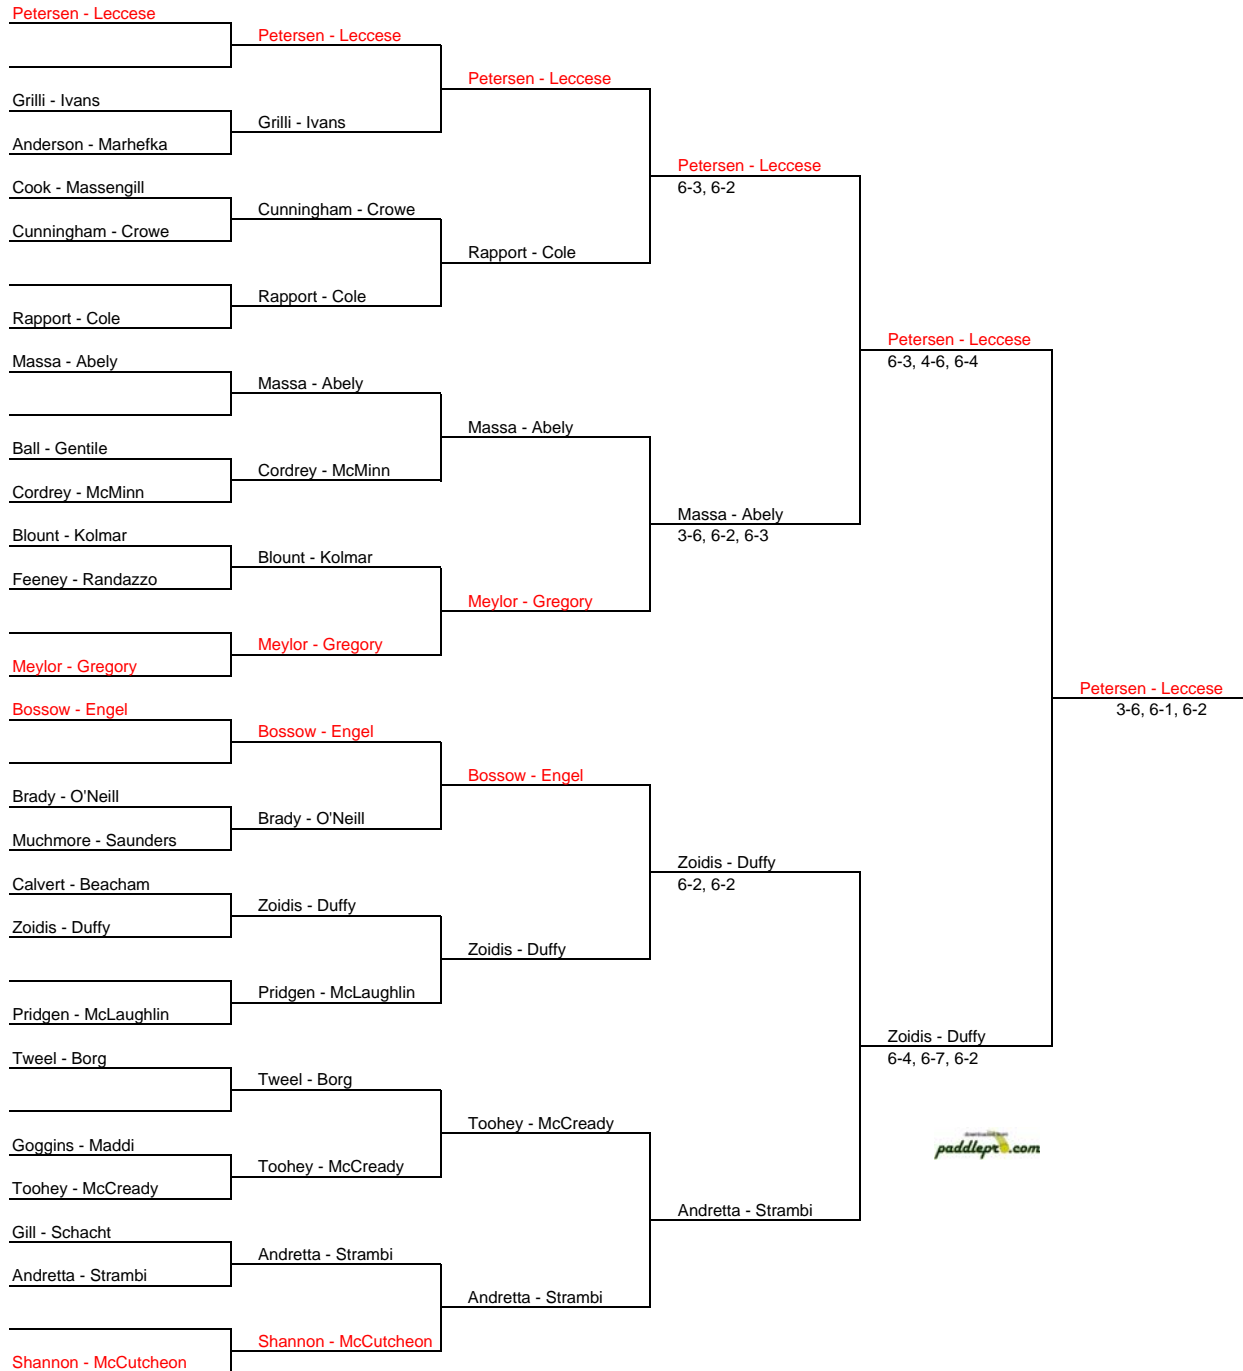 Petersen - Leccese
Grilli - Ivans
Anderson - Marhefka
Cook - Massengill
Cunningham - Crowe
Rapport - Cole
Massa - Abely
Ball - Gentile
Cordrey - McMinn
Blount - Kolmar
Feeney - Randazzo
Meylor - Gregory
Bossow - Engel
Brady - O'Neill
Muchmore - Saunders
Calvert - Beacham
Zoidis - Duffy
Pridgen - McLaughlin
Tweel - Borg
Goggins - Maddi
Toohey - McCready
Gill - Schacht
Andretta - Strambi
Shannon - McCutcheon
Petersen - Leccese
Grilli - Ivans
Cunningham - Crowe
Rapport - Cole
Massa - Abely
Cordrey - McMinn
Blount - Kolmar
Meylor - Gregory
Bossow - Engel
Brady - O'Neill
Zoidis - Duffy
Pridgen - McLaughlin
Tweel - Borg
Toohey - McCready
Andretta - Strambi
Shannon - McCutcheon
Petersen - Leccese
Rapport - Cole
Massa - Abely
Meylor - Gregory
Bossow - Engel
Zoidis - Duffy
Toohey - McCready
Andretta - Strambi
Petersen - Leccese
6-3, 6-2
Massa - Abely
3-6, 6-2, 6-3
Zoidis - Duffy
6-2, 6-2
Andretta - Strambi
Petersen - Leccese
6-3, 4-6, 6-4
Zoidis - Duffy
6-4, 6-7, 6-2
Petersen - Leccese
3-6, 6-1, 6-2
paddlepro.com